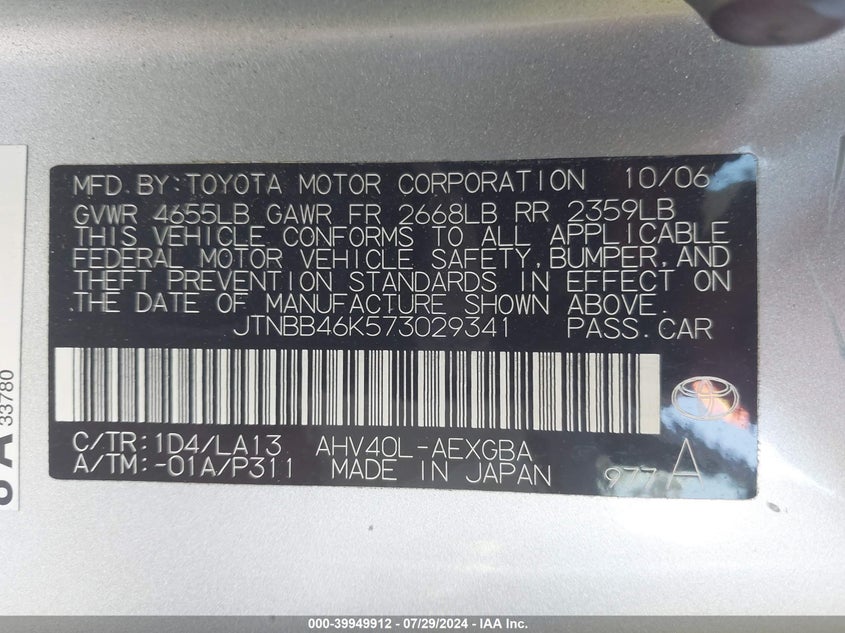 MFD.BY:TOYOTA MOTOR CORPORATION 10/06
GVWR 4655LB GAWR FR 2668LB RR 2359LB
THIS VEHICLE CONFORMS TO ALL APPLICABLE
FEDERAL MOTOR VEHICLE SAFETY,BUMPER,AND
THEFT PREVENTION STANDARDS IN EFFECT ON
THE DATE OF MANUFACTURE SHOWN ABOVE.
JTNBB46K573029341 PASS.CAR
C/TR:1D4/LA13 AHV40L-AEXGBA
A/TM:-01A/P311 MADE IN JAPAN 977 A
33780
000-39949912 - 07/29/2024 - IAA Inc.